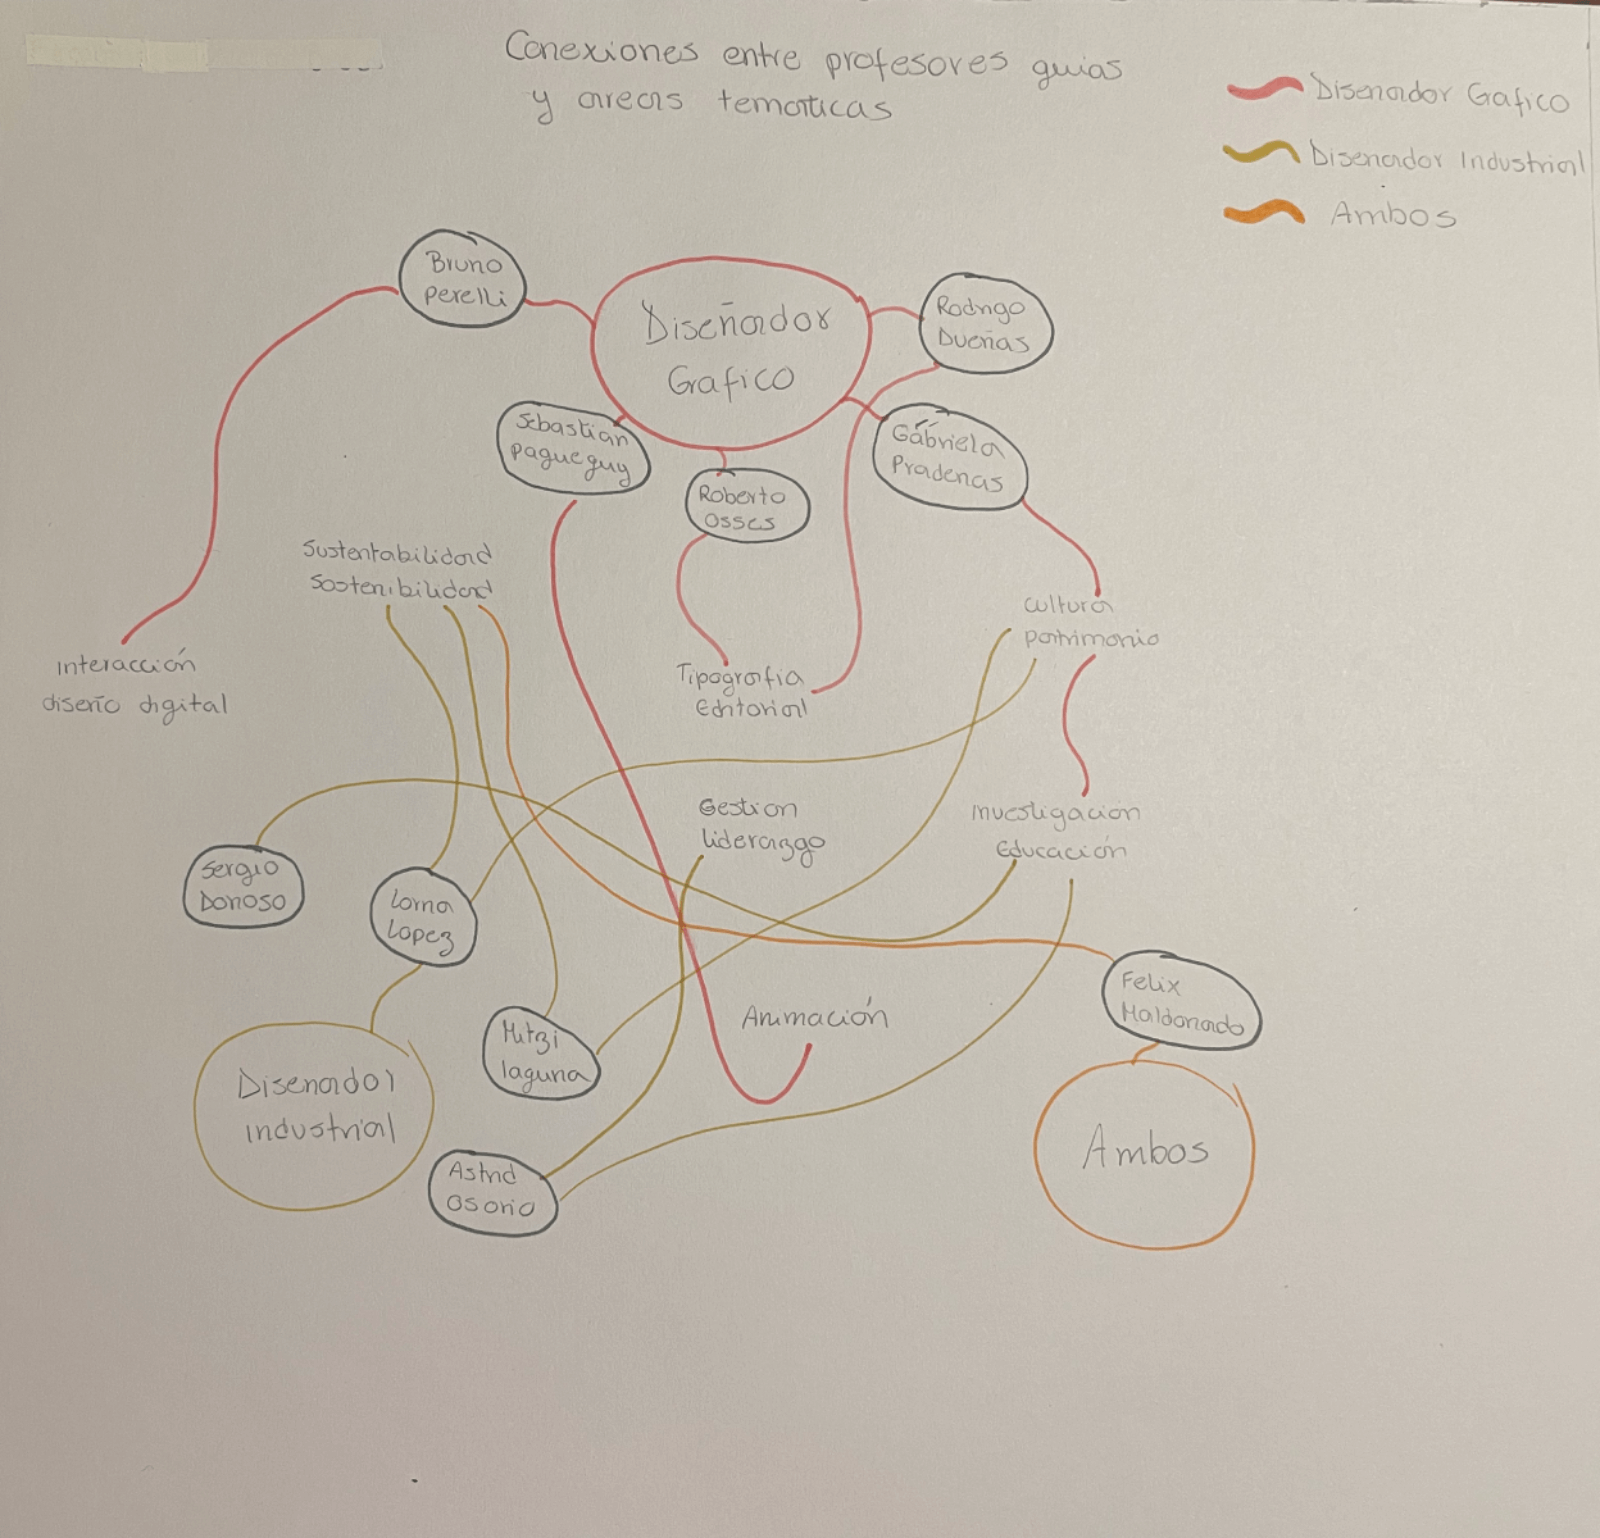 Conexiones entre profesores guias
y areas tematicas
Disenador Gafico
Disenador Industrial
Ambos
Bruno
Perelli
Diseñador
Grafico
Rodrigo
Dueñas
Sebastian
pagueguy
Roberto
Osses
Gabriela
Pradenas
Sustentabilidad
Sostenibilidad
Cultura
patrimonio
Interacción
diseño digital
Tipografia
Editorial
Gestion
liderazgo
Investigacion
Educación
Sergio
Donoso
Lorna
Lopez
Mitzi
laguna
Animación
Felix
Maldonado
Disenador
industrial
Ambos
Astrid
Osorio